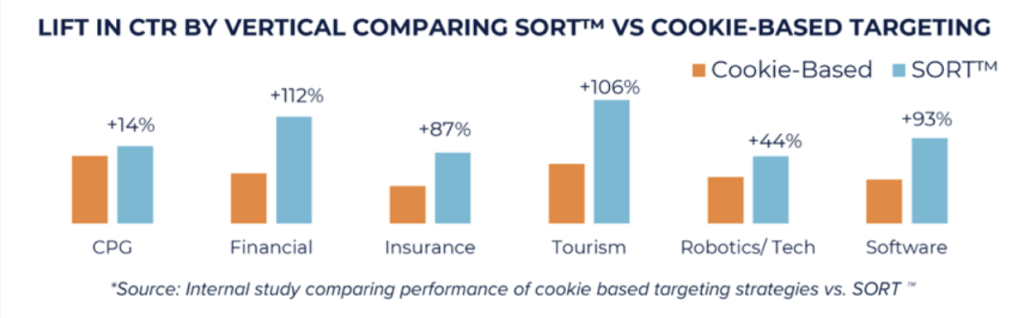 LIFT IN CTR BY VERTICAL COMPARING SORT™ VS COOKIE-BASED TARGETING
Cookie-Based SORT™
+14% +112% +87% +106% +44% +93%
CPG Financial Insurance Tourism Robotics/ Tech Software
*Source: Internal study comparing performance of cookie based targeting strategies vs. SORT ™